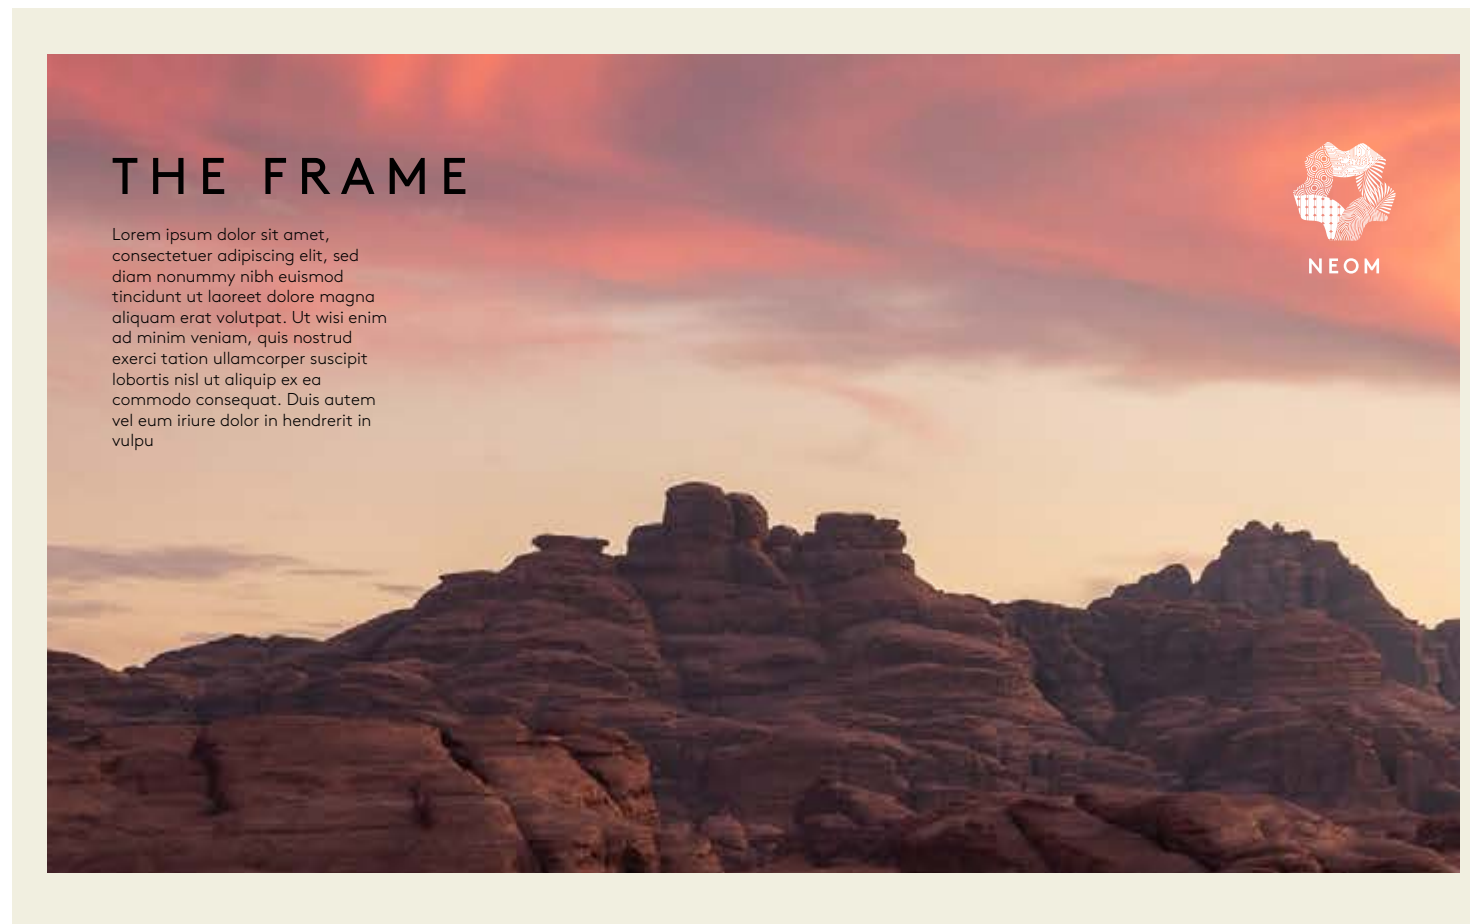 THE FRAME
Lorem ipsum dolor sit amet,
consectetuer adipiscing elit, sed
diam nonummy nibh euismod
tincidunt ut laoreet dolore magna
aliquam erat volutpat. Ut wisi enim
ad minim veniam, quis nostrud
exerci tation ullamcorper suscipit
lobortis nisl ut aliquip ex ea
commodo consequat. Duis autem
vel eum iriure dolor in hendrerit in
vulpu
NEOM